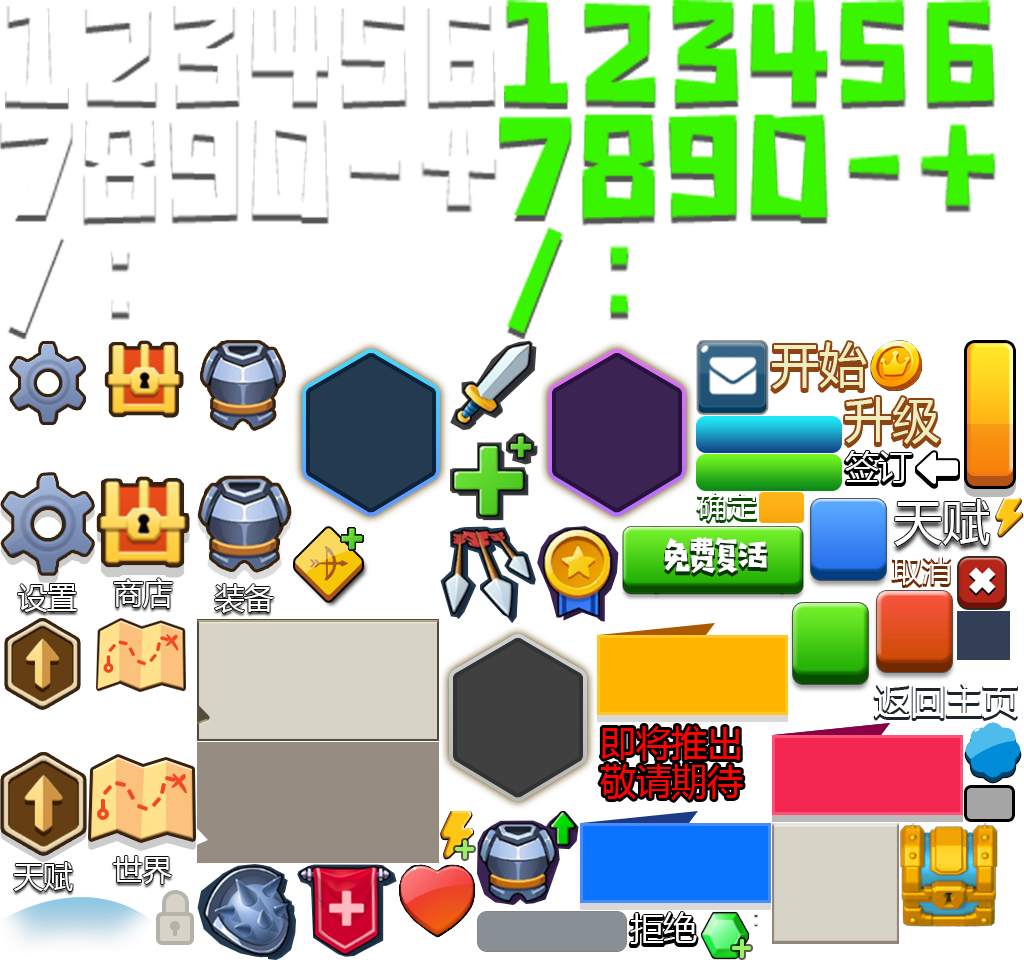 123456
123456
7890-+
7890-+
/ :
/ :
开始
升级
签订
确定
天赋
免费复活
取消
设置
商店
装备
返回主页
即将推出
敬请期待
天赋
世界
拒绝
: